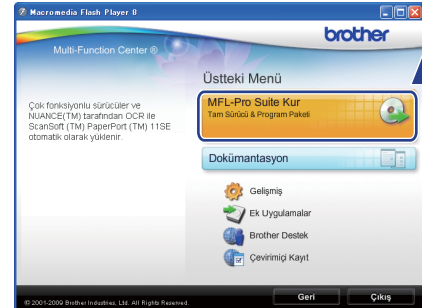 Macromedia Flash Player 8
brother
Multi-Function Center ®
Üstteki Menü
MFL-Pro Suite Kur
Tam Sürücü & Program Paketi
Çok fonksiyonlu sürücüler ve
NUANCE(TM) tarafından OCR ile
ScanSoft (TM) PaperPort (TM) 11SE
otomatik olarak yüklenir.
Dokümantasyon
Gelişmiş
Ek Uygulamalar
Brother Destek
Çevirimiçi Kayıt
© 2001-2009 Brother Industries, Ltd. All Rights Reserved.
Geri
Çıkış